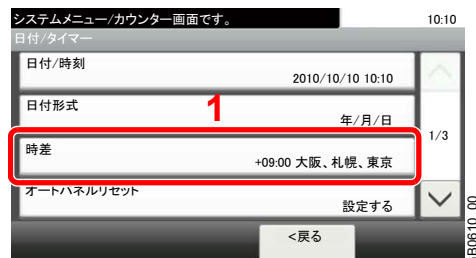 システムメニュー/カウンター画面です。
10:10
日付/タイマー
日付/時刻
2010/10/10 10:10
日付形式
1
年/月/日
1/3
時差
+09:00 大阪、札幌、東京
オートパネルリセット
設定する
<戻る
B0610_00